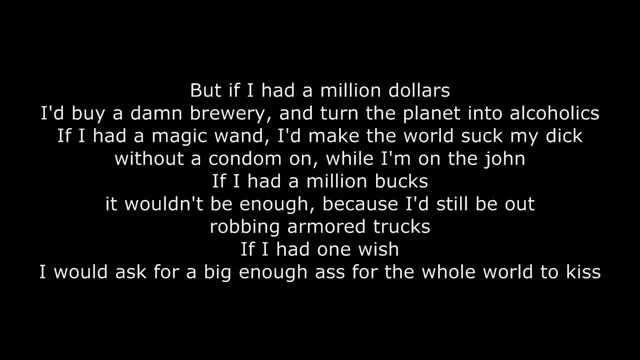 But if I had a million dollars
I'd buy a damn brewery, and turn the planet into alcoholics
If I had a magic wand, I'd make the world suck my dick
without a condom on, while I'm on the john
If I had a million bucks
it wouldn't be enough, because I'd still be out
robbing armored trucks
If I had one wish
I would ask for a big enough ass for the whole world to kiss